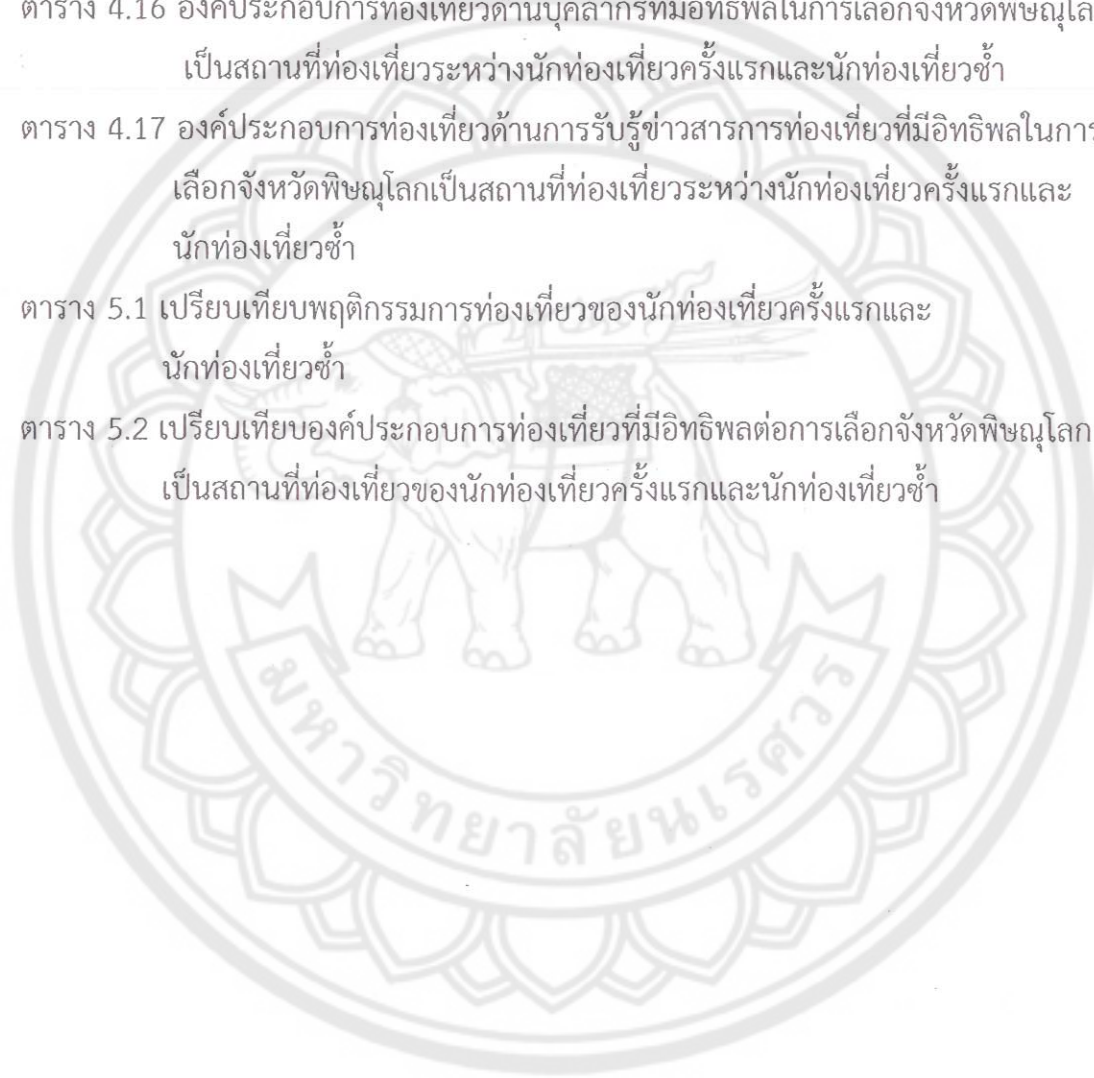 ตาราง 4.16 องค์ประกอบการท่องเที่ยวด้านบุคลากรที่มีอิทธิพลในการเลือกจังหวัดพิษณุโล
เป็นสถานที่ท่องเที่ยวระหว่างนักท่องเที่ยวครั้งแรกและนักท่องเที่ยวซ้ำ
ตาราง 4.17 องค์ประกอบการท่องเที่ยวด้านการรับรู้ข่าวสารการท่องเที่ยวที่มีอิทธิพลในการ
เลือกจังหวัดพิษณุโลกเป็นสถานที่ท่องเที่ยวระหว่างนักท่องเที่ยวครั้งแรกและ
นักท่องเที่ยวซ้ำ
ตาราง 5.1 เปรียบเทียบพฤติกรรมการท่องเที่ยวของนักท่องเที่ยวครั้งแรกและ
นักท่องเที่ยวซ้ำ
ตาราง 5.2 เปรียบเทียบองค์ประกอบการท่องเที่ยวที่มีอิทธิพลต่อการเลือกจังหวัดพิษณุโลก
เป็นสถานที่ท่องเที่ยวของนักท่องเที่ยวครั้งแรกและนักท่องเที่ยวซ้ำ
มหาวิทยาลัยนเรศวร